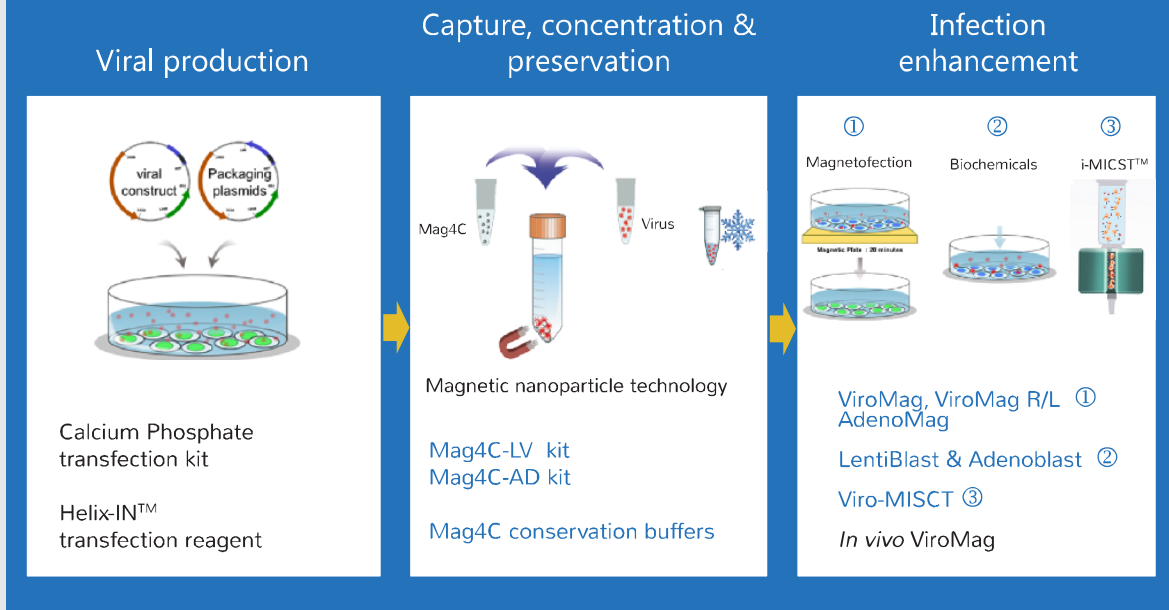 Viral production
viral
construct
Packaging
plasmids
Calcium Phosphate
transfection kit
Helix-IN™
transfection reagent
Capture, concentration &
preservation
Mag4C
Virus
Magnetic nanoparticle technology
Mag4C-LV kit
Mag4C-AD kit
Mag4C conservation buffers
Infection
enhancement
①
Magnetofection
Magnetic Plate : 20 minutes
②
Biochemicals
③
i-MICST™
ViroMag, ViroMag R/L ①
AdenoMag
LentiBlast & Adenoblast ②
Viro-MISCT ③
In vivo ViroMag